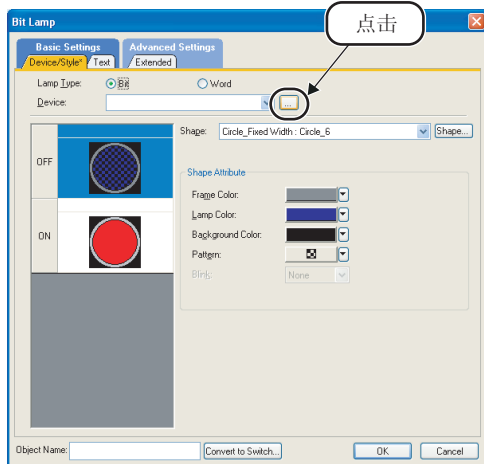 Bit Lamp
点击
Basic Settings Advanced Settings
Device/Style* Text Extended
Lamp Type: Bit Word
Device: ...
Shape: Circle_Fixed Width : Circle_6 Shape...
OFF
Shape Attribute
Frame Color:
Lamp Color:
ON
Background Color:
Pattern:
Blink: None
Object Name: Convert to Switch... OK Cancel